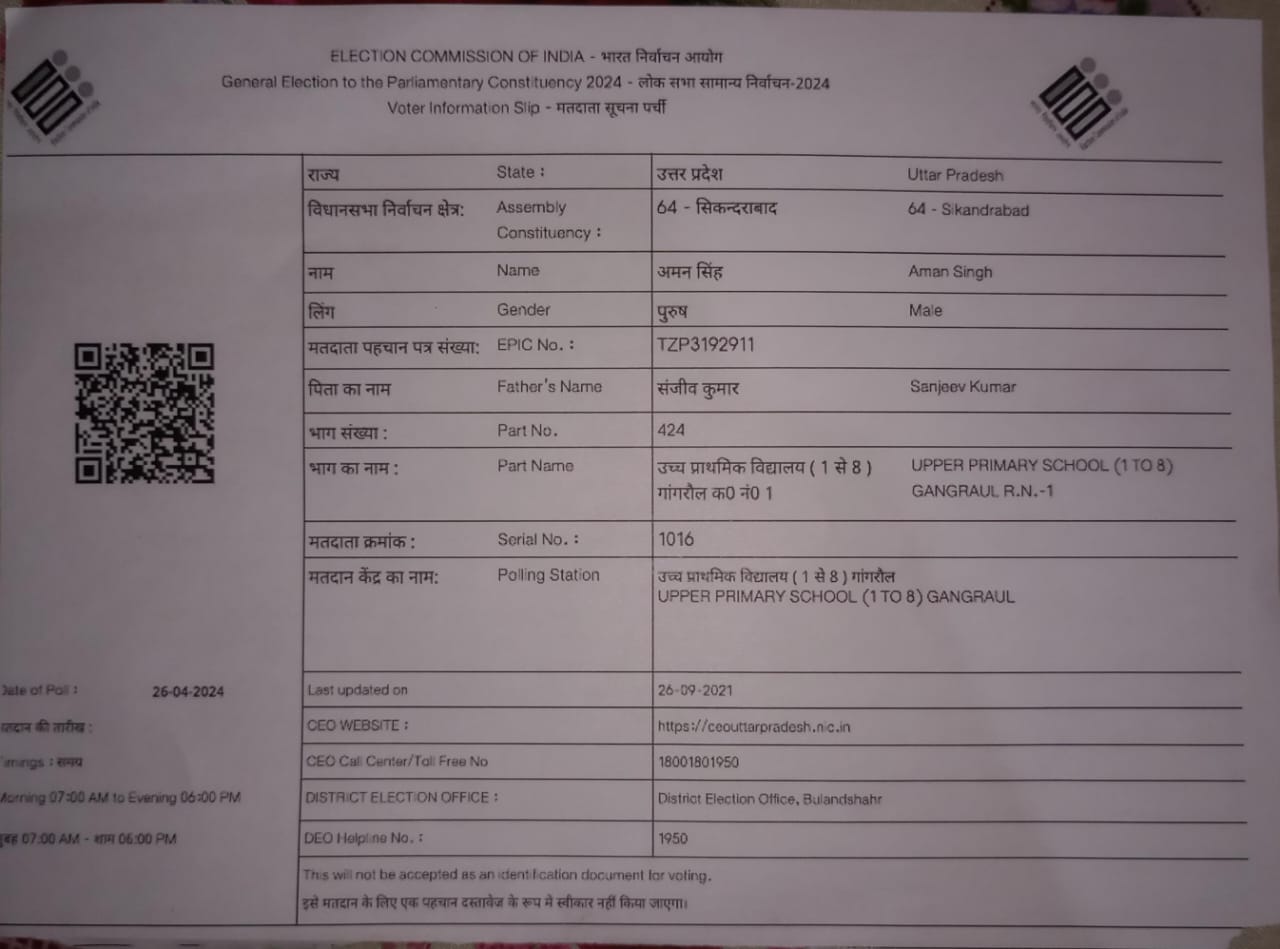 ELECTION COMMISSION OF INDIA - भारत निर्वाचन आयोग
General Election to the Parliamentary Constituency 2024 - लोक सभा सामान्य निर्वाचन-2024
Voter Information Slip - मतदाता सूचना पर्ची
राज्य State : उत्तर प्रदेश Uttar Pradesh
विधानसभा निर्वाचन क्षेत्र: Assembly Constituency : 64 - सिकन्दराबाद 64 - Sikandrabad
नाम Name अमन सिंह Aman Singh
लिंग Gender पुरुष Male
मतदाता पहचान पत्र संख्या: EPIC No. : TZP3192911
पिता का नाम Father's Name संजीव कुमार Sanjeev Kumar
भाग संख्या : Part No. 424
भाग का नाम : Part Name उच्च प्राथमिक विद्यालय ( 1 से 8 ) UPPER PRIMARY SCHOOL (1 TO 8)
गांगरौल क0 नं0 1 GANGRAUL R.N.-1
मतदाता क्रमांक : Serial No. : 1016
मतदान केंद्र का नाम: Polling Station उच्च प्राथमिक विद्यालय ( 1 से 8 ) गांगरौल
UPPER PRIMARY SCHOOL (1 TO 8) GANGRAUL
Date of Poll : 26-04-2024
मतदान की तारीख :
Timings : समय
Morning 07:00 AM to Evening 06:00 PM
सुबह 07:00 AM - शाम 06:00 PM
Last updated on 26-09-2021
CEO WEBSITE : https://ceouttarpradesh.nic.in
CEO Call Center/Toll Free No 18001801950
DISTRICT ELECTION OFFICE : District Election Office, Bulandshahr
DEO Helpline No. : 1950
This will not be accepted as an identification document for voting.
इसे मतदान के लिए एक पहचान दस्तावेज के रूप में स्वीकार नहीं किया जाएगा।